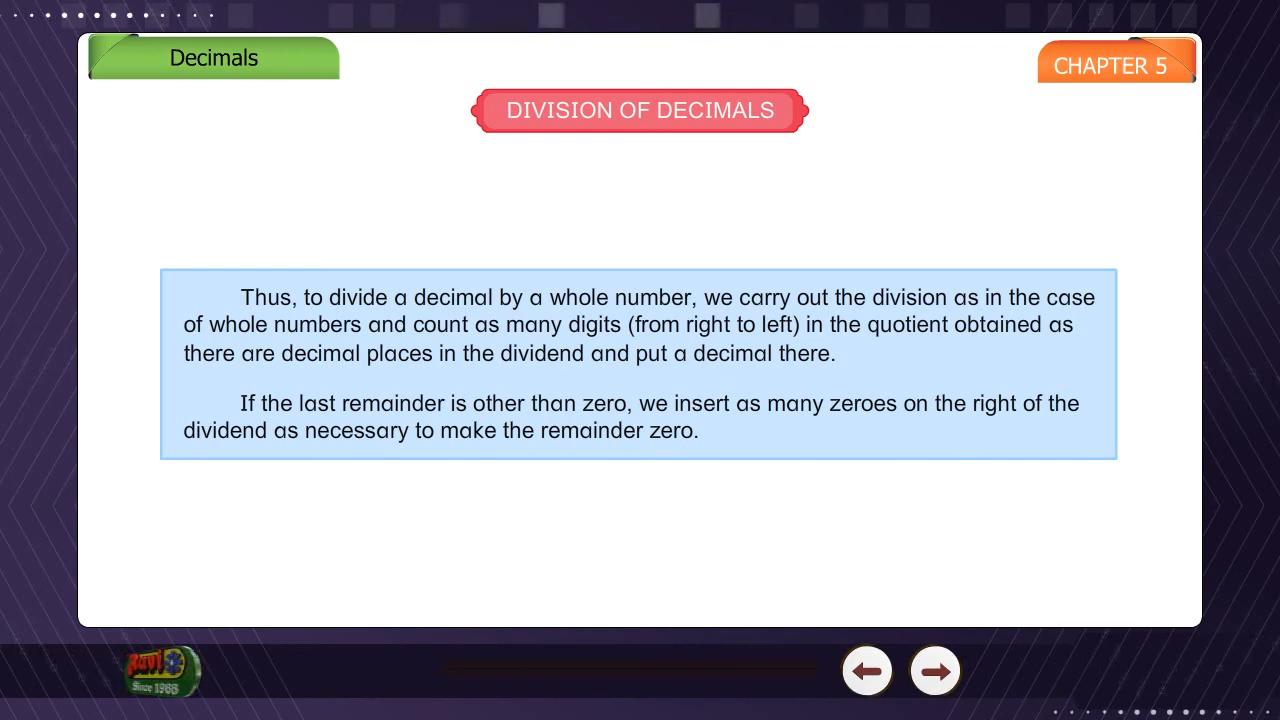 Decimals
CHAPTER 5
DIVISION OF DECIMALS
Thus, to divide a decimal by a whole number, we carry out the division as in the case
of whole numbers and count as many digits (from right to left) in the quotient obtained as
there are decimal places in the dividend and put a decimal there.
If the last remainder is other than zero, we insert as many zeroes on the right of the
dividend as necessary to make the remainder zero.
Ravi
Since 1966